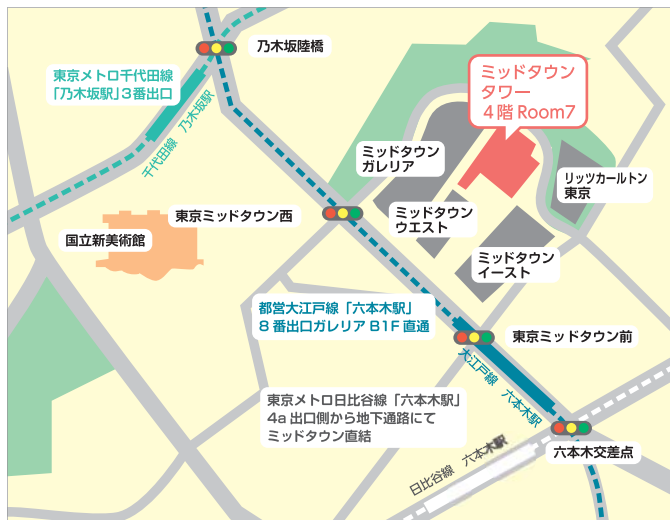 乃木坂陸橋
東京メトロ千代田線
「乃木坂駅」3番出口
千代田線 乃木坂駅
ミッドタウン
タワー
4階 Room7
ミッドタウン
ガレリア
リッツカールトン
東京
東京ミッドタウン西
ミッドタウン
ウエスト
国立新美術館
ミッドタウン
イースト
都営大江戸線「六本木駅」
8番出口ガレリアB1F直通
東京ミッドタウン前
大江戸線 六本木駅
東京メトロ日比谷線「六本木駅」
4a出口側から地下通路にて
ミッドタウン直結
六本木交差点
日比谷線 六本木駅